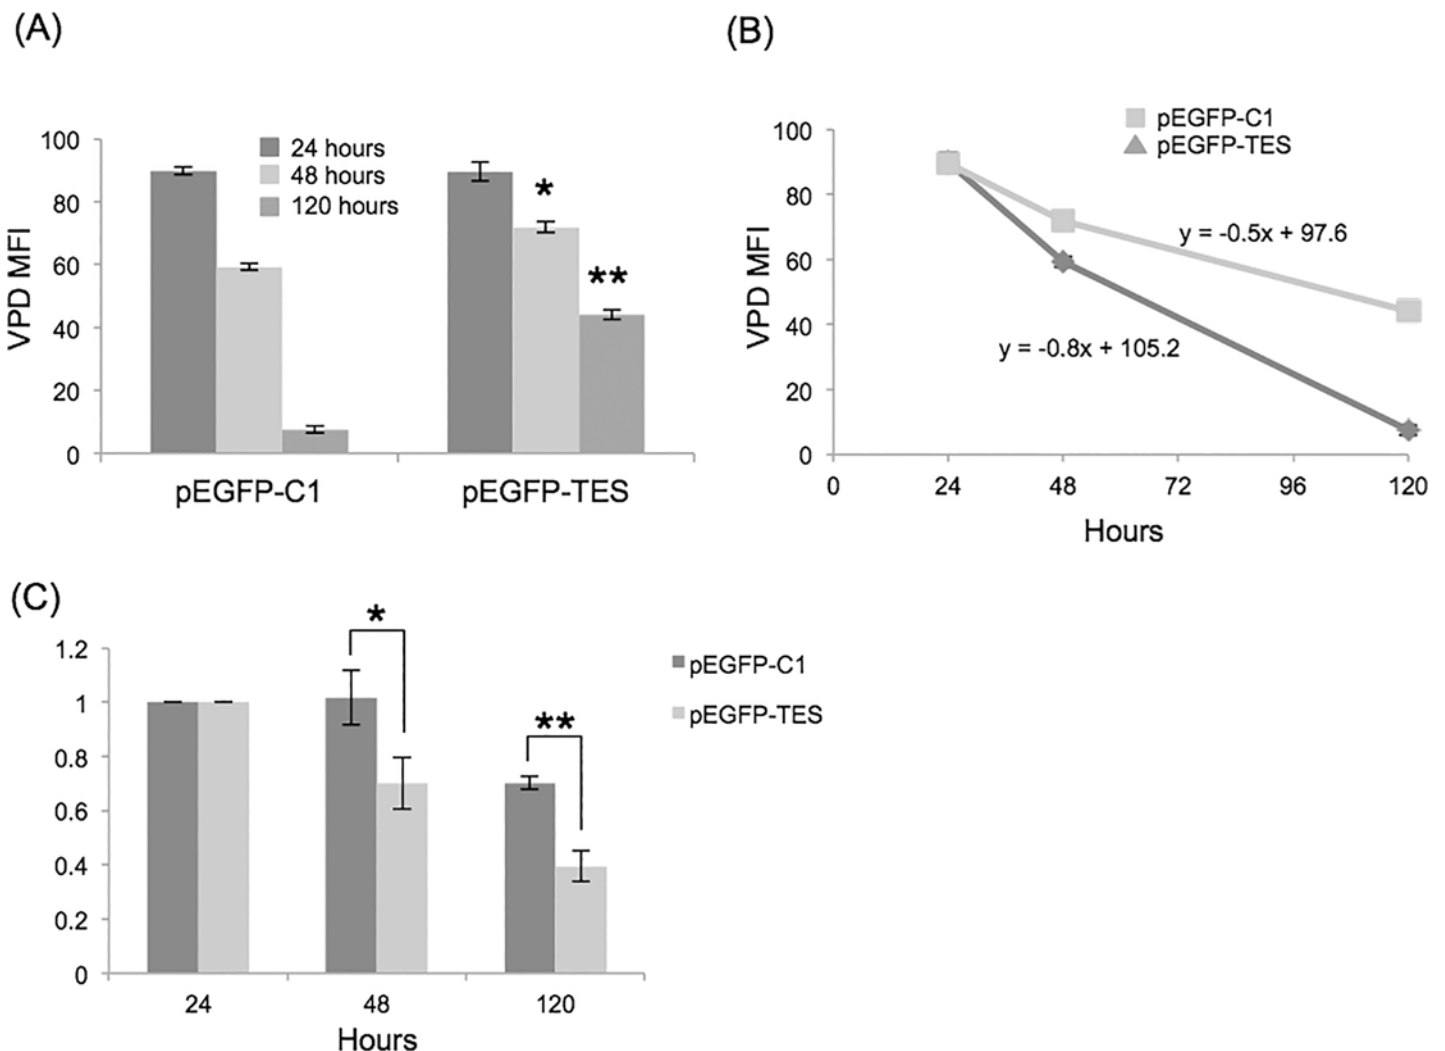 (A)
100
80
60
40
20
0
VPD MFI
24 hours
48 hours
120 hours
*
**
pEGFP-C1
pEGFP-TES
(B)
100
80
60
40
20
0
VPD MFI
pEGFP-C1
pEGFP-TES
y = -0.5x + 97.6
y = -0.8x + 105.2
0 24 48 72 96 120
Hours
(C)
1.2
1
0.8
0.6
0.4
0.2
0
*
**
pEGFP-C1
pEGFP-TES
24 48 120
Hours